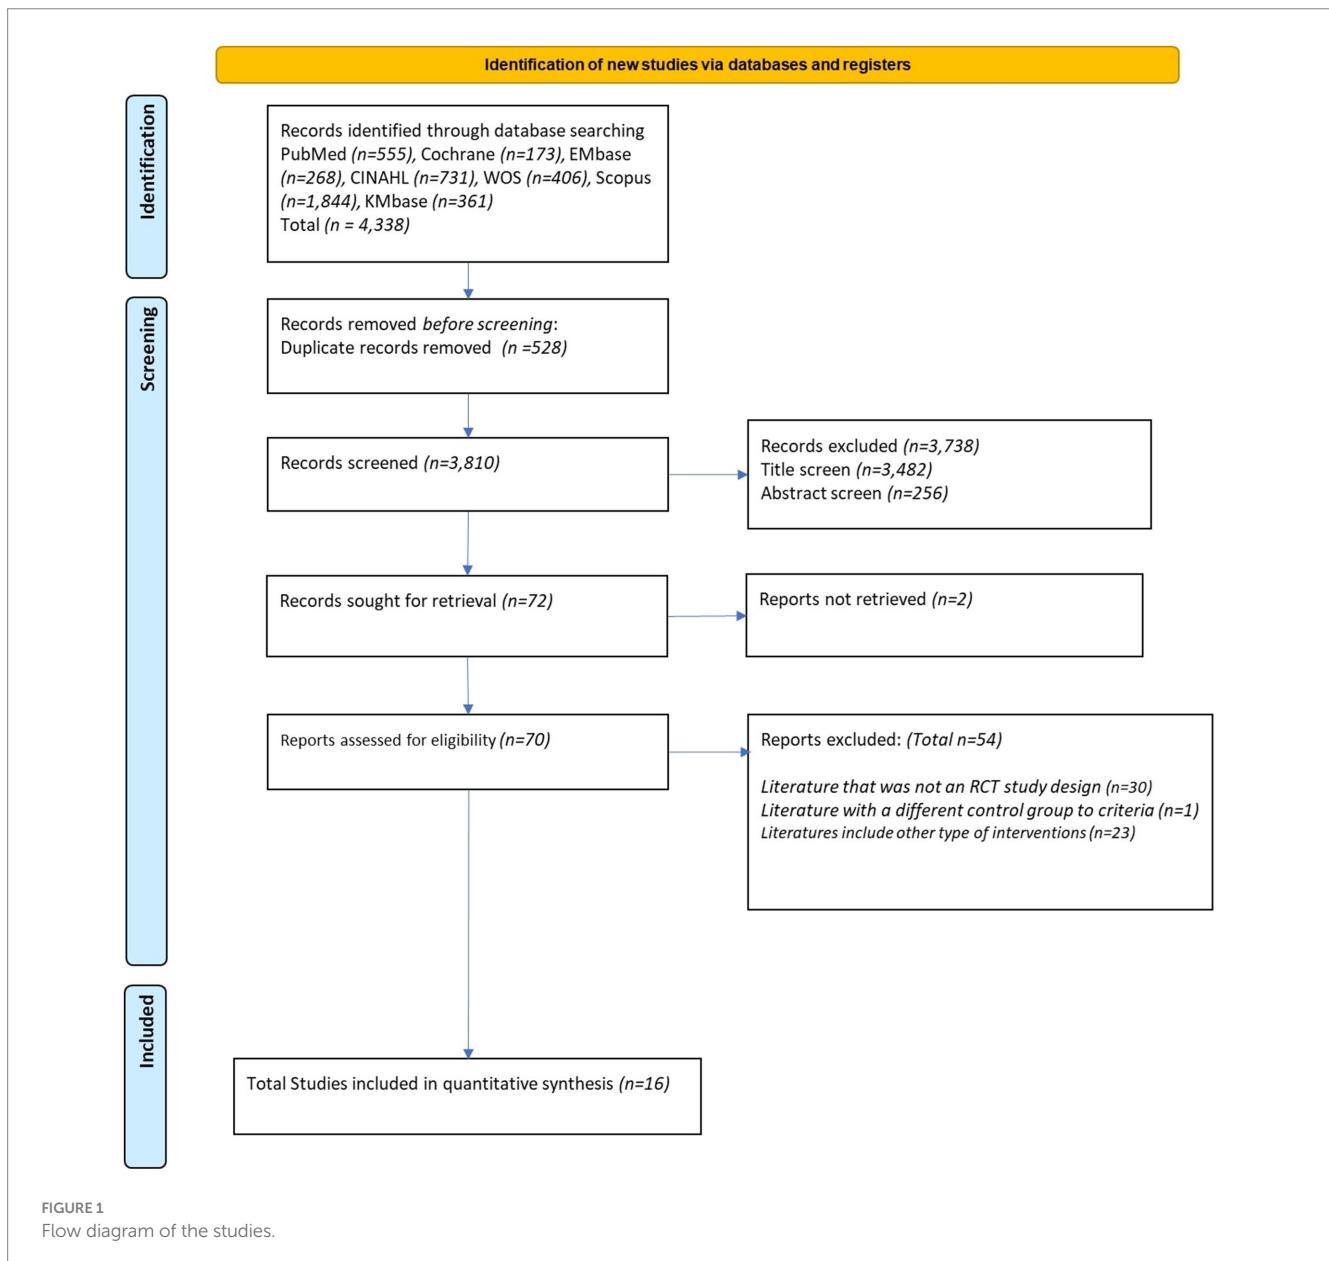 Identification of new studies via databases and registers
Identification
Records identified through database searching
PubMed (n=555), Cochrane (n=173), EMbase
(n=268), CINAHL (n=731), WOS (n=406), Scopus
(n=1,844), KMbase (n=361)
Total (n = 4,338)
Screening
Records removed before screening:
Duplicate records removed (n =528)
Records screened (n=3,810)
Records excluded (n=3,738)
Title screen (n=3,482)
Abstract screen (n=256)
Records sought for retrieval (n=72)
Reports not retrieved (n=2)
Reports assessed for eligibility (n=70)
Reports excluded: (Total n=54)
Literature that was not an RCT study design (n=30)
Literature with a different control group to criteria (n=1)
Literatures include other type of interventions (n=23)
Included
Total Studies included in quantitative synthesis (n=16)
FIGURE 1
Flow diagram of the studies.